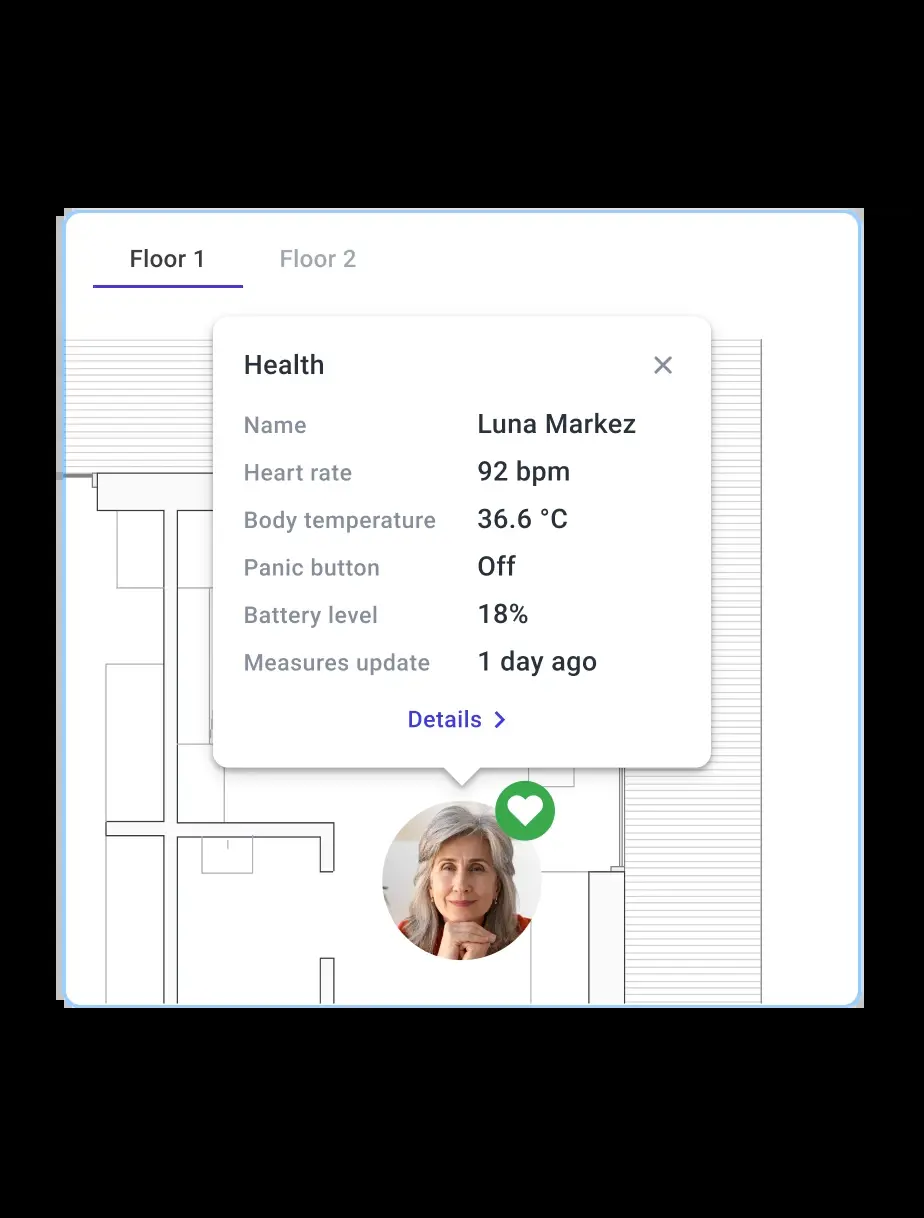 Floor 1 Floor 2
Health
Name Luna Markez
Heart rate 92 bpm
Body temperature 36.6 °C
Panic button Off
Battery level 18%
Measures update 1 day ago
Details